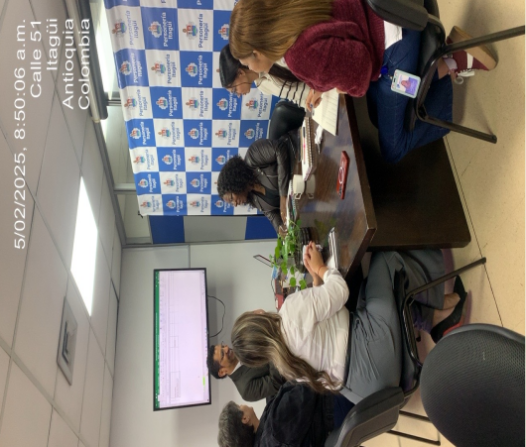 5/02/2025, 8:50:06 a.m.
Calle 51
Itagüí
Antioquia
Colombia
Personería
Itagüí